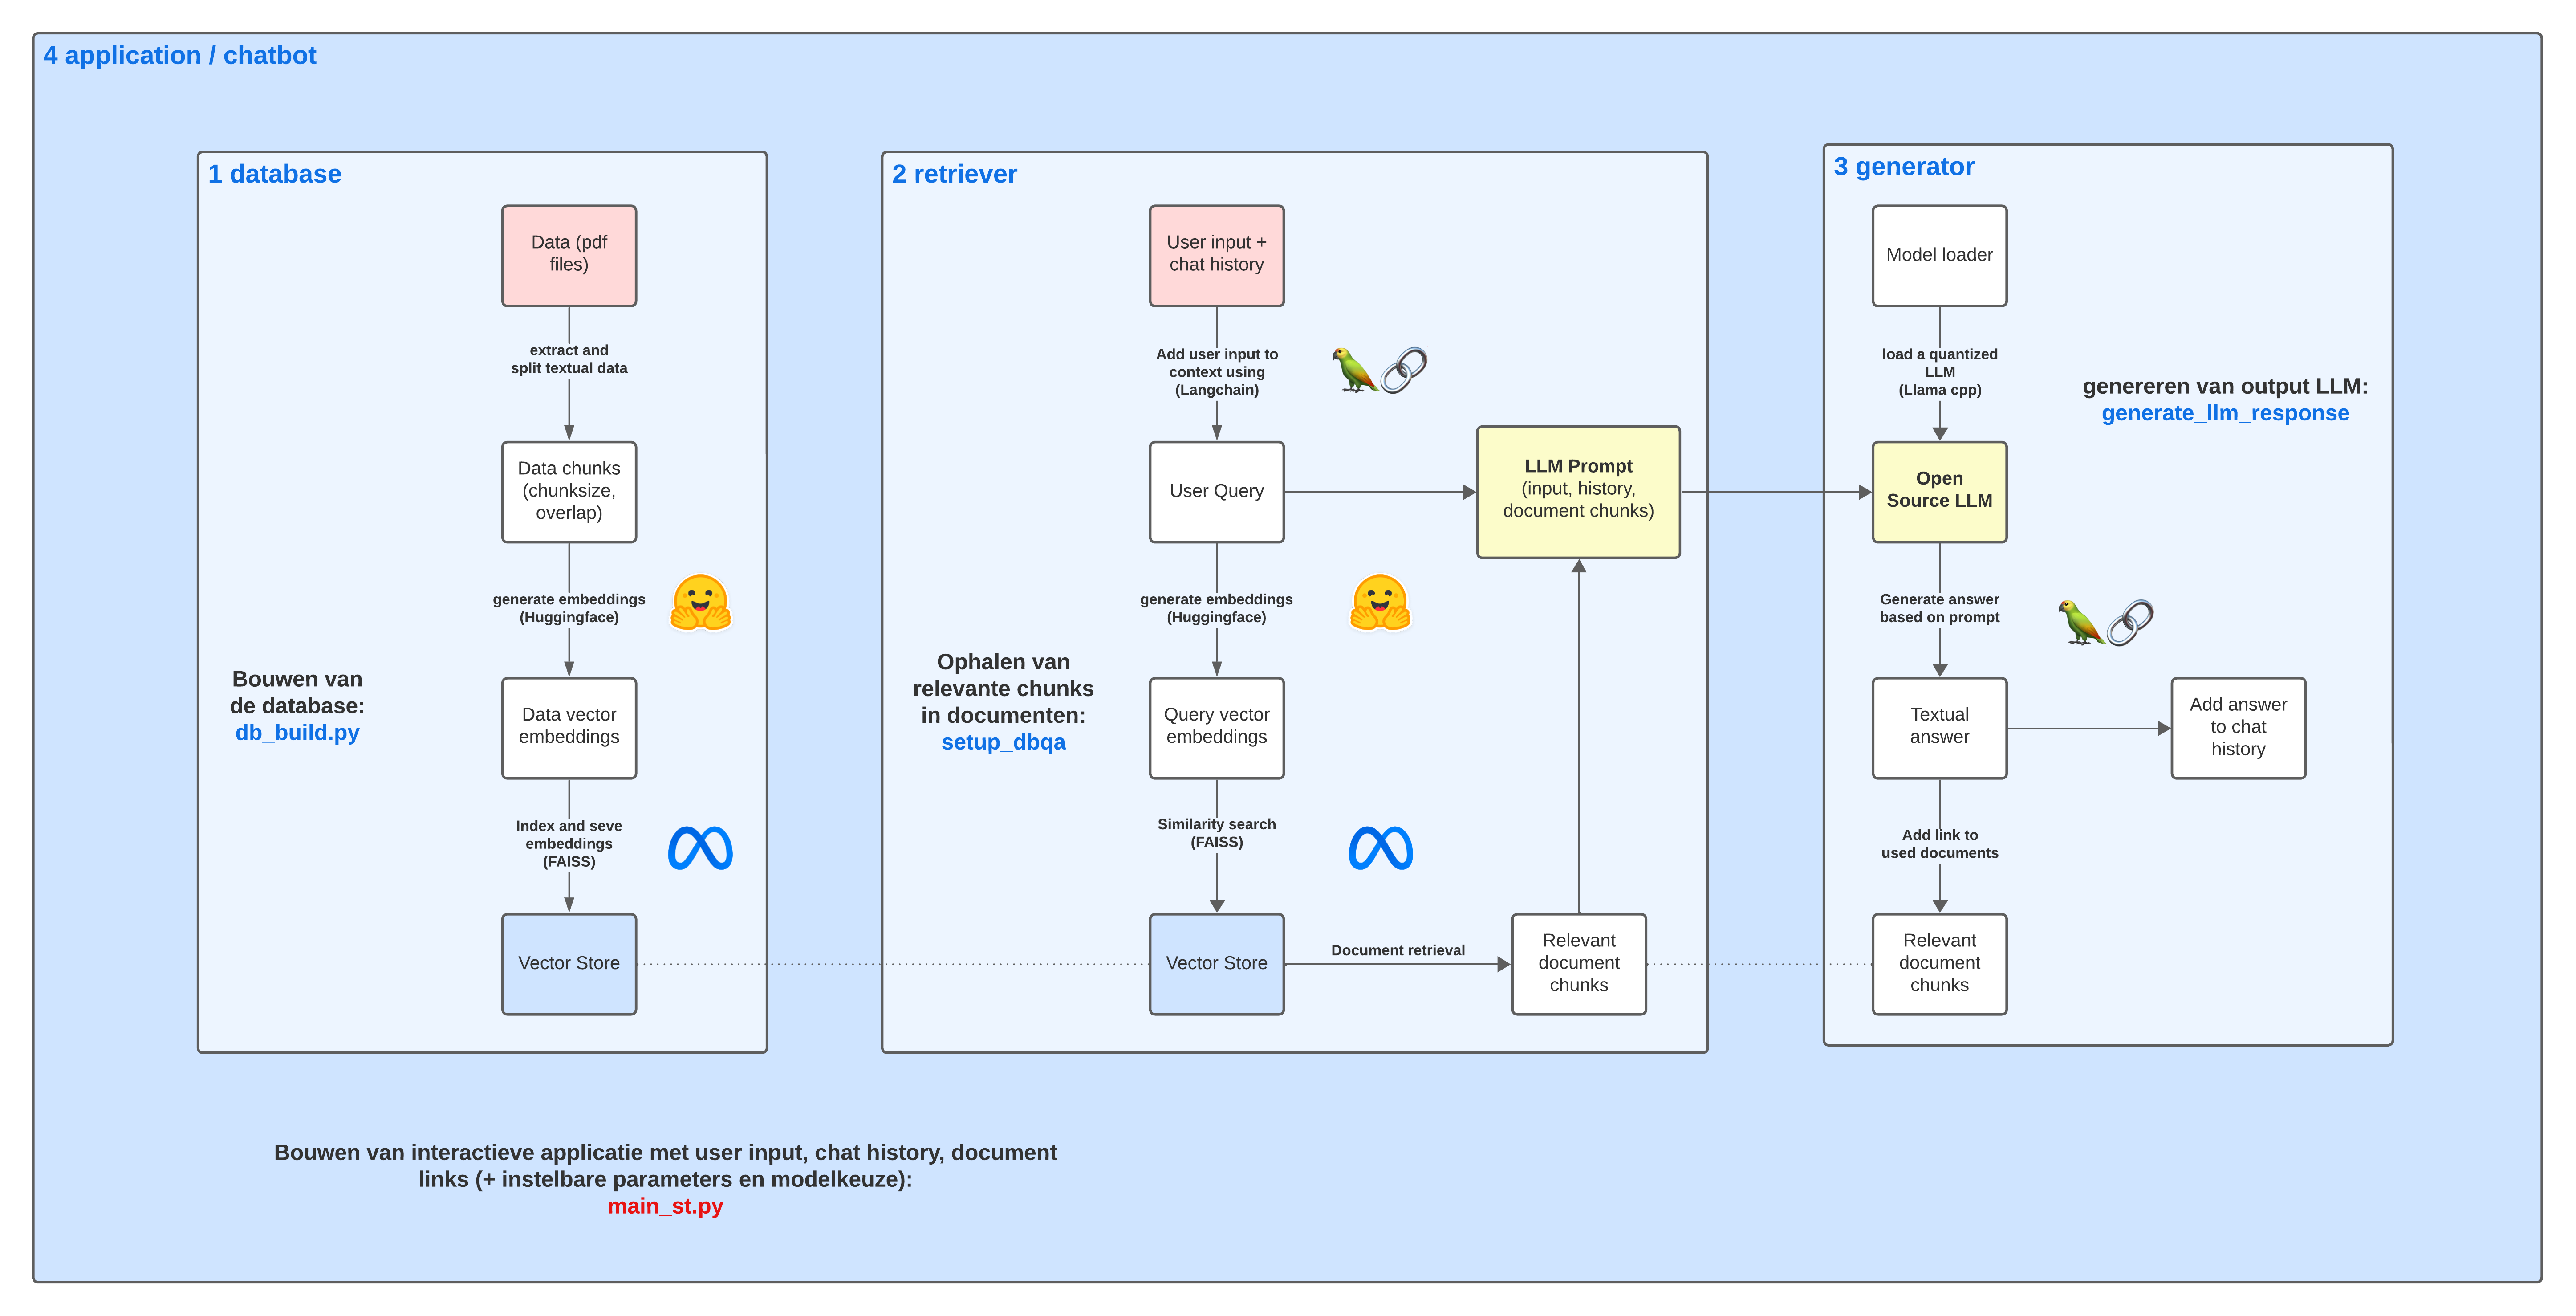 4 application / chatbot
1 database
Data (pdf
files)
extract and
split textual data
Data chunks
(chunksize,
overlap)
generate embeddings
(Huggingface)
Bouwen van
de database:
db_build.py
Data vector
embeddings
Index and seve
embeddings
(FAISS)
Vector Store
2 retriever
User input +
chat history
Add user input to
context using
(Langchain)
User Query
LLM Prompt
(input, history,
document chunks)
generate embeddings
(Huggingface)
Ophalen van
relevante chunks
in documenten:
setup_dbqa
Query vector
embeddings
Similarity search
(FAISS)
Vector Store
Document retrieval
Relevant
document
chunks
3 generator
Model loader
load a quantized
LLM
(Llama cpp)
genereren van output LLM:
generate_llm_response
Open
Source LLM
Generate answer
based on prompt
Textual
answer
Add answer
to chat
history
Add link to
used documents
Relevant
document
chunks
Bouwen van interactieve applicatie met user input, chat history, document
links (+ instelbare parameters en modelkeuze):
main_st.py